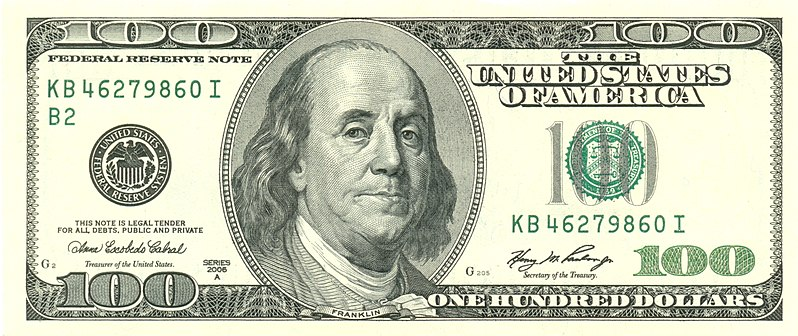 100
100
FEDERAL RESERVE NOTE
THE
UNITED STATES
OF AMERICA
KB 46279860 I
B2
100
UNITED STATES
FEDERAL RESERVE SYSTEM
KB 46279860 I
THIS NOTE IS LEGAL TENDER
FOR ALL DEBTS, PUBLIC AND PRIVATE
Anna Escobedo Cabral
Treasurer of the United States.
SERIES
2006
A
G2
G 205
Henry M. Paulson, Jr.
Secretary of the Treasury.
100
100
FRANKLIN
ONE HUNDRED DOLLARS